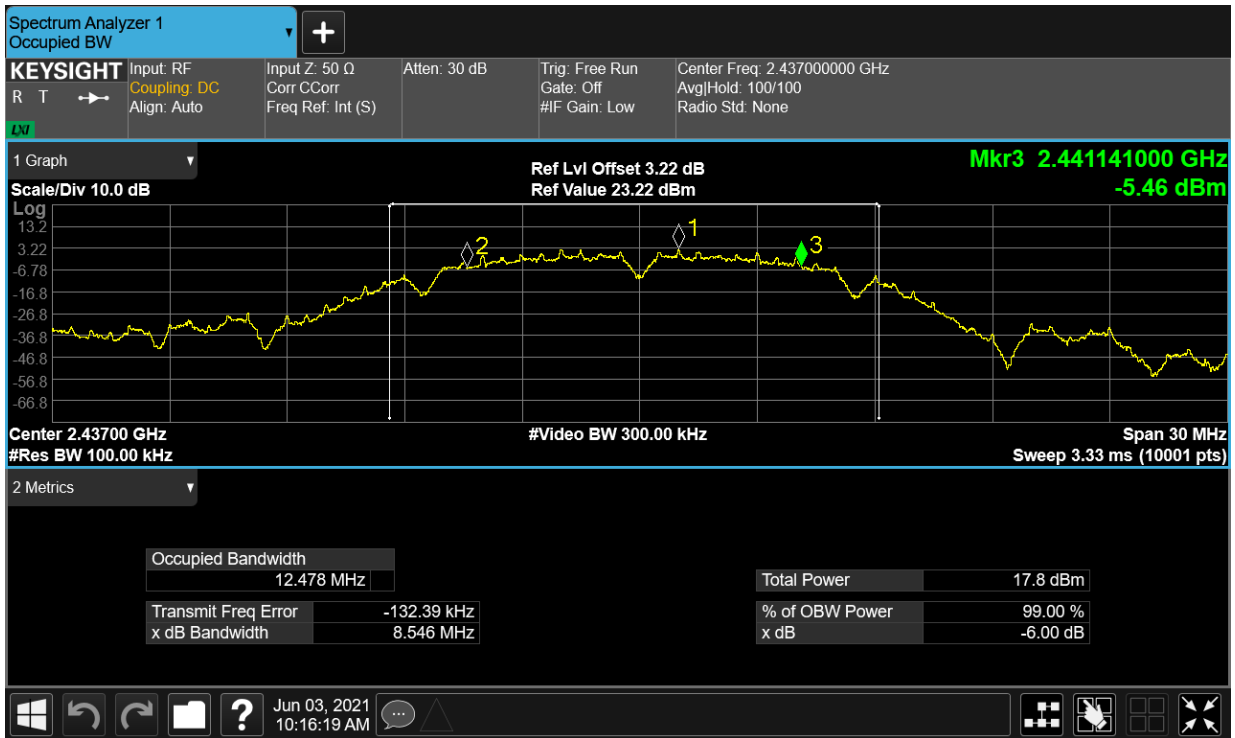 Spectrum Analyzer 1
Occupied BW
KEYSIGHT
R T
LXI
Input: RF
Coupling: DC
Align: Auto
Input Z: 50 Ω
Corr CCorr
Freq Ref: Int (S)
Atten: 30 dB
Trig: Free Run
Gate: Off
#IF Gain: Low
Center Freq: 2.437000000 GHz
Avg|Hold: 100/100
Radio Std: None
1 Graph
Scale/Div 10.0 dB
Ref Lvl Offset 3.22 dB
Ref Value 23.22 dBm
Mkr3 2.441141000 GHz
-5.46 dBm
Log
13.2
3.22
-6.78
-16.8
-26.8
-36.8
-46.8
-56.8
-66.8
2
1
3
Center 2.43700 GHz
#Video BW 300.00 kHz
Span 30 MHz
#Res BW 100.00 kHz
Sweep 3.33 ms (10001 pts)
2 Metrics
Occupied Bandwidth
12.478 MHz
Total Power 17.8 dBm
Transmit Freq Error -132.39 kHz
% of OBW Power 99.00 %
x dB Bandwidth 8.546 MHz
x dB -6.00 dB
?
Jun 03, 2021
10:16:19 AM